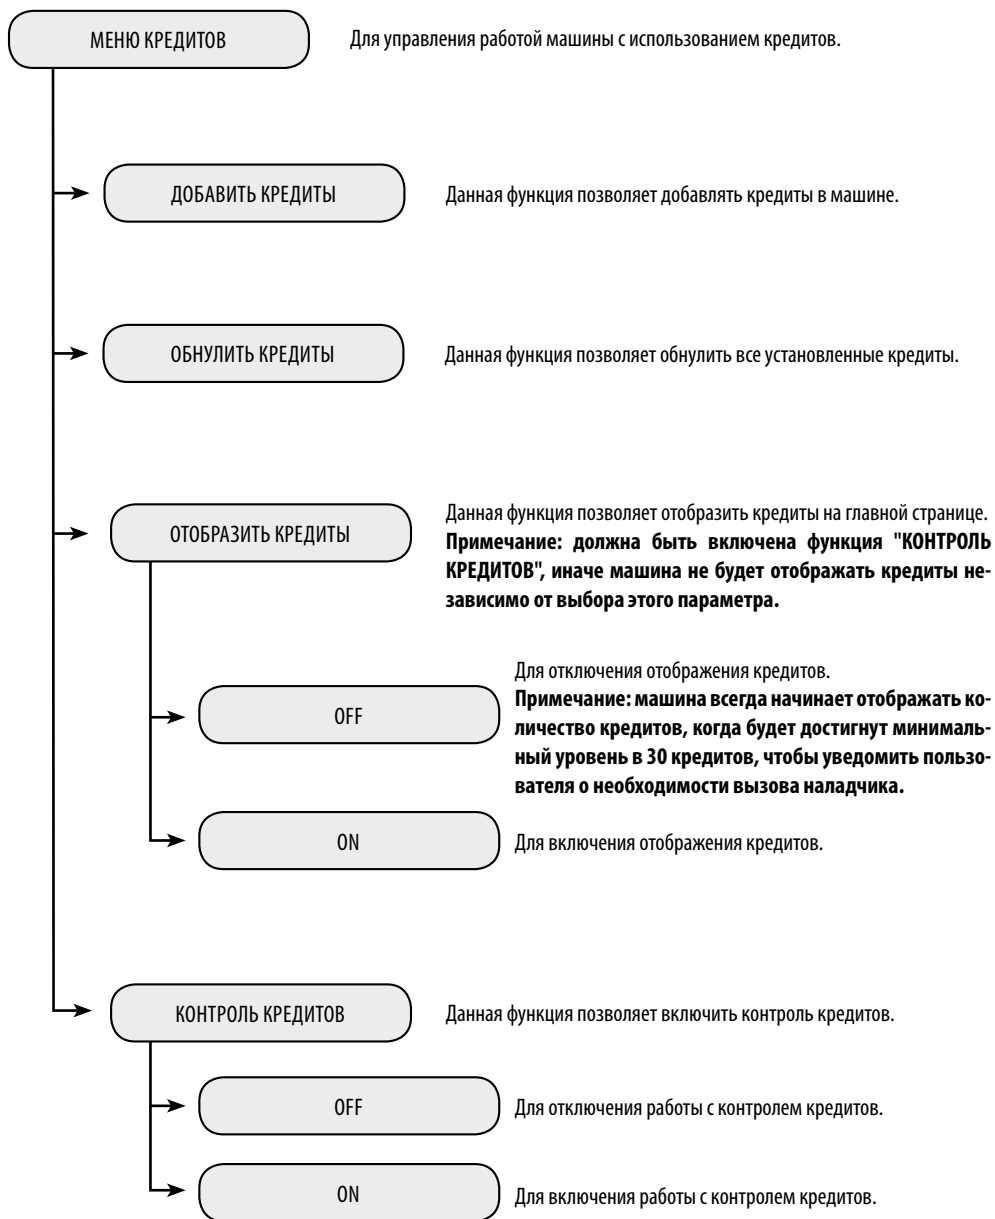 МЕНЮ КРЕДИТОВ
Для управления работой машины с использованием кредитов.
ДОБАВИТЬ КРЕДИТЫ
Данная функция позволяет добавлять кредиты в машине.
ОБНУЛИТЬ КРЕДИТЫ
Данная функция позволяет обнулить все установленные кредиты.
ОТОБРАЗИТЬ КРЕДИТЫ
Данная функция позволяет отобразить кредиты на главной странице.
Примечание: должна быть включена функция "КОНТРОЛЬ
КРЕДИТОВ", иначе машина не будет отображать кредиты не-
зависимо от выбора этого параметра.
OFF
Для отключения отображения кредитов.
Примечание: машина всегда начинает отображать ко-
личество кредитов, когда будет достигнут минималь-
ный уровень в 30 кредитов, чтобы уведомить пользо-
вателя о необходимости вызова наладчика.
ON
Для включения отображения кредитов.
КОНТРОЛЬ КРЕДИТОВ
Данная функция позволяет включить контроль кредитов.
OFF
Для отключения работы с контролем кредитов.
ON
Для включения работы с контролем кредитов.